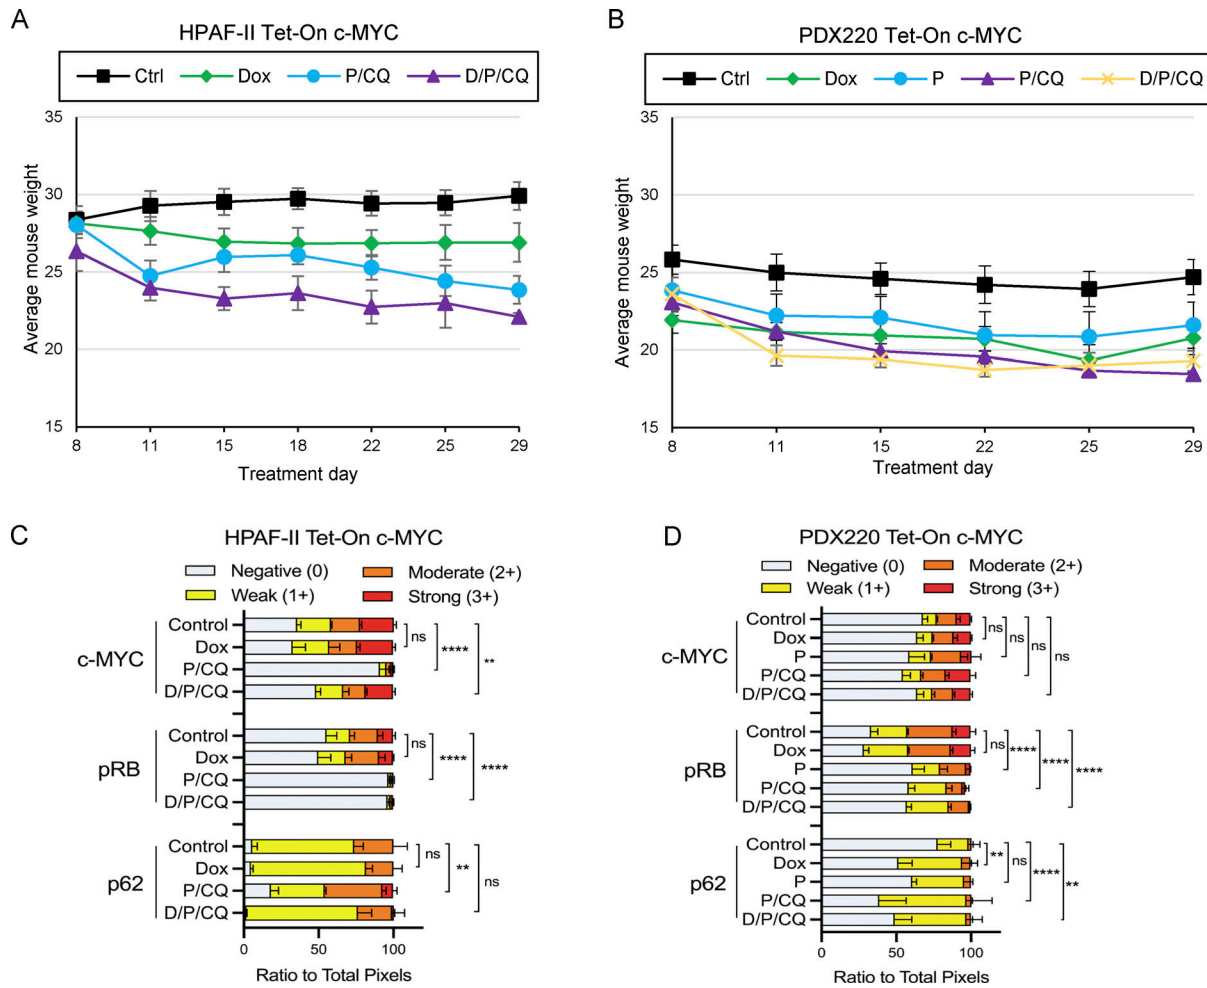 A
HPAF-II Tet-On c-MYC
Ctrl Dox P/CQ D/P/CQ
35
30
25
20
15
Average mouse weight
8 11 15 18 22 25 29
Treatment day
B
PDX220 Tet-On c-MYC
Ctrl Dox P P/CQ D/P/CQ
35
30
25
20
15
Average mouse weight
8 11 15 22 25 29
Treatment day
C
HPAF-II Tet-On c-MYC
Negative (0) Moderate (2+)
Weak (1+) Strong (3+)
c-MYC
Control
Dox
P/CQ
D/P/CQ
ns **** **
pRB
Control
Dox
P/CQ
D/P/CQ
ns **** ****
p62
Control
Dox
P/CQ
D/P/CQ
ns ** ns
0 50 100
Ratio to Total Pixels
D
PDX220 Tet-On c-MYC
Negative (0) Moderate (2+)
Weak (1+) Strong (3+)
c-MYC
Control
Dox
P
P/CQ
D/P/CQ
ns ns ns ns
pRB
Control
Dox
P
P/CQ
D/P/CQ
ns **** **** ****
p62
Control
Dox
P
P/CQ
D/P/CQ
** ns **** **
0 50 100
Ratio to Total Pixels